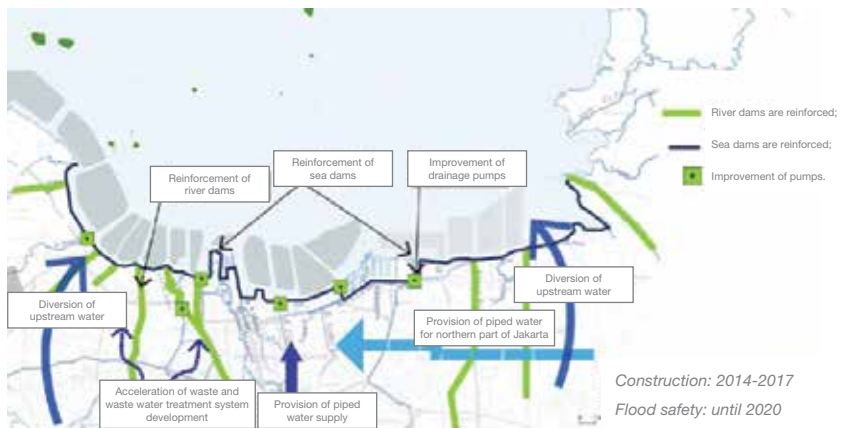 Reinforcement of
river dams
Reinforcement of
sea dams
Improvement of
drainage pumps
River dams are reinforced;
Sea dams are reinforced;
Improvement of pumps.
Diversion of
upstream water
Diversion of
upstream water
Provision of piped water
for northern part of Jakarta
Acceleration of waste and
waste water treatment system
development
Provision of piped
water supply
Construction: 2014-2017
Flood safety: until 2020